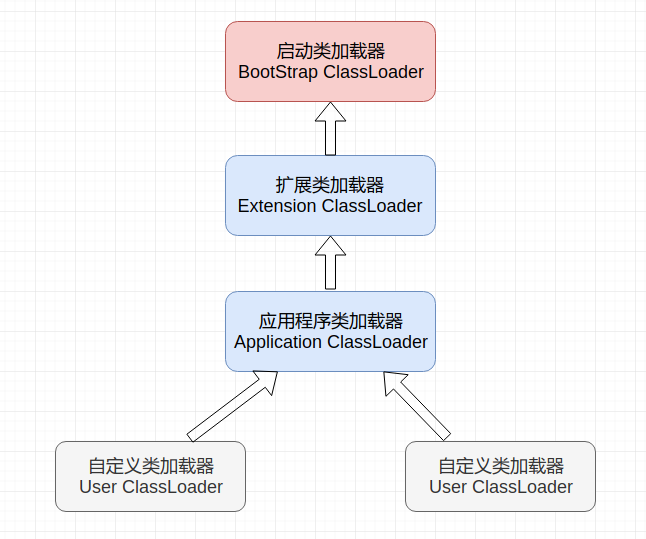 启动类加载器
BootStrap ClassLoader
扩展类加载器
Extension ClassLoader
应用程序类加载器
Application ClassLoader
自定义类加载器
User ClassLoader
自定义类加载器
User ClassLoader